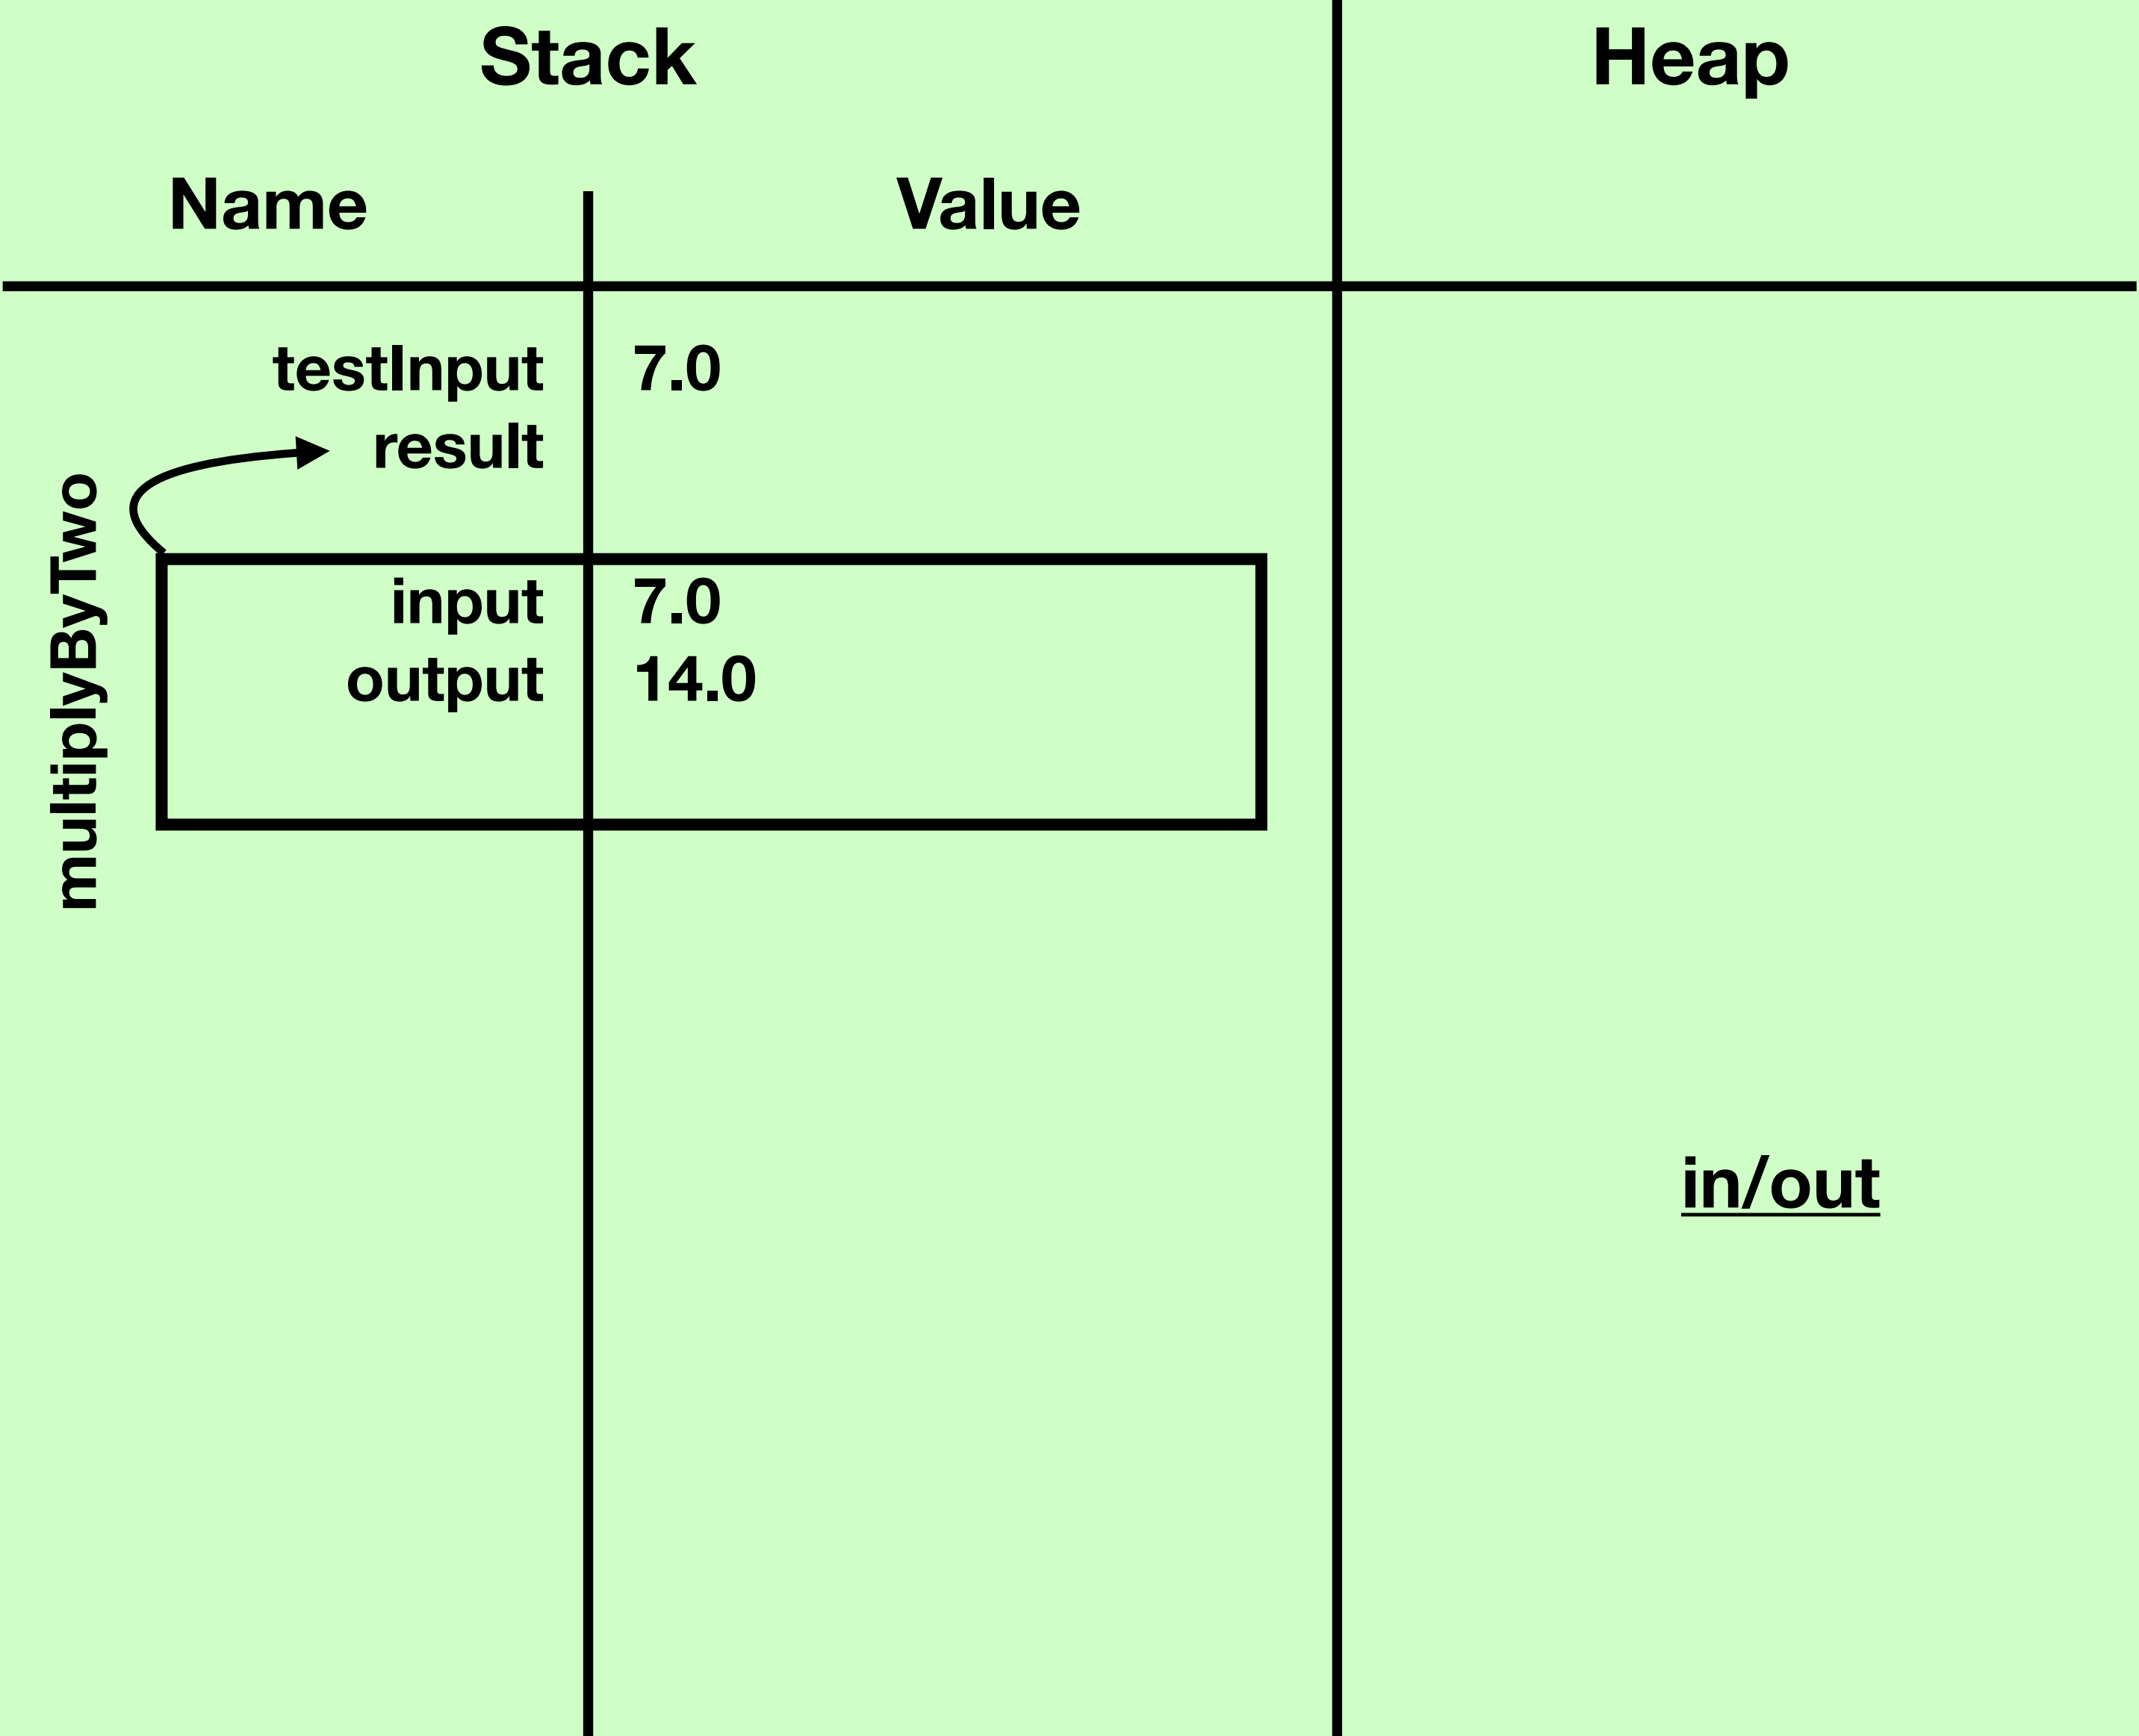 Stack Heap
Name Value
testInput 7.0
result
multiplyByTwo
input 7.0
output 14.0
in/out